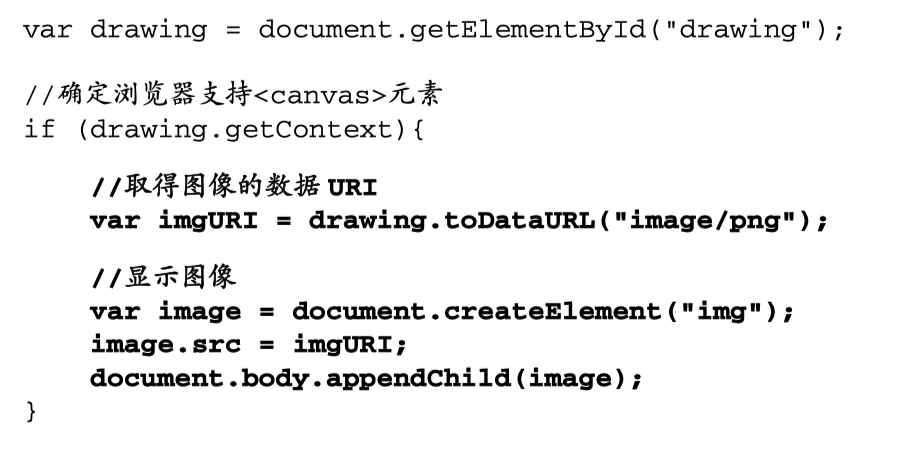 var drawing = document.getElementById("drawing");
//确定浏览器支持<canvas>元素
if (drawing.getContext){
//取得图像的数据 URI
var imgURI = drawing.toDataURL("image/png");
//显示图像
var image = document.createElement("img");
image.src = imgURI;
document.body.appendChild(image);
}